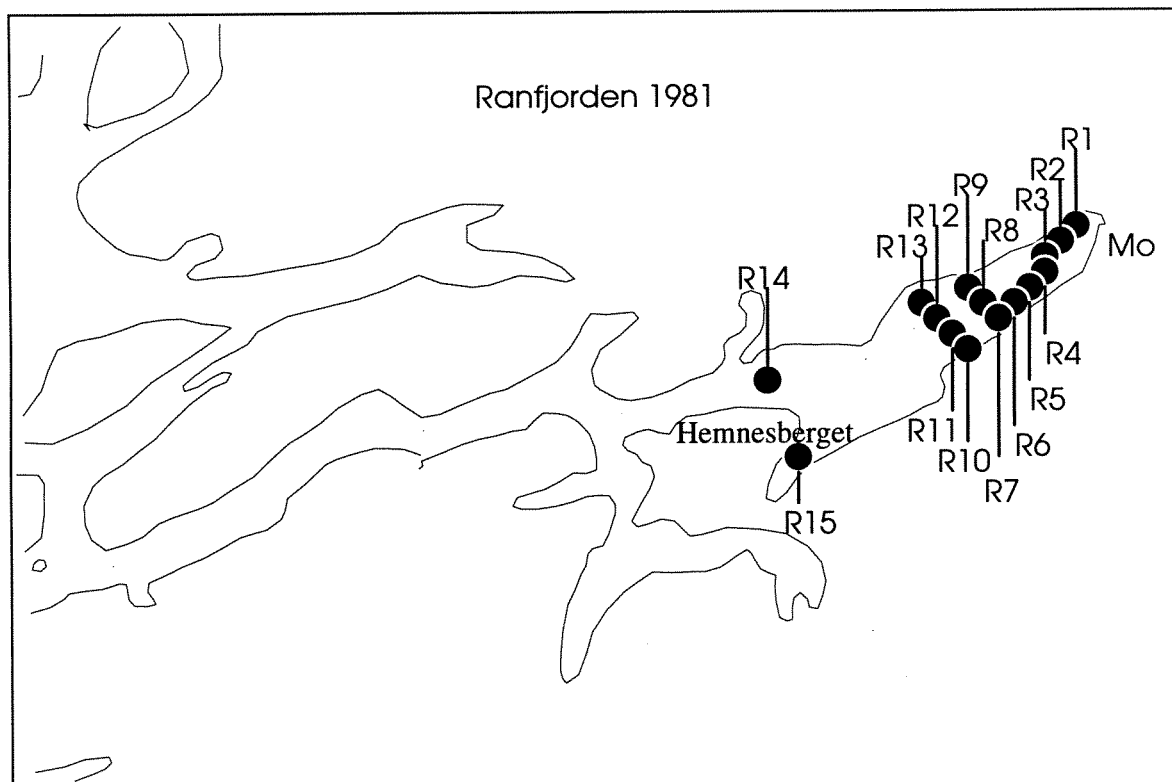 Ranfjorden 1981
R1
R2
R3
R9
R8
R12
R13
Mo
R14
R4
R5
R6
R11
R10
R7
Hemnesberget
R15